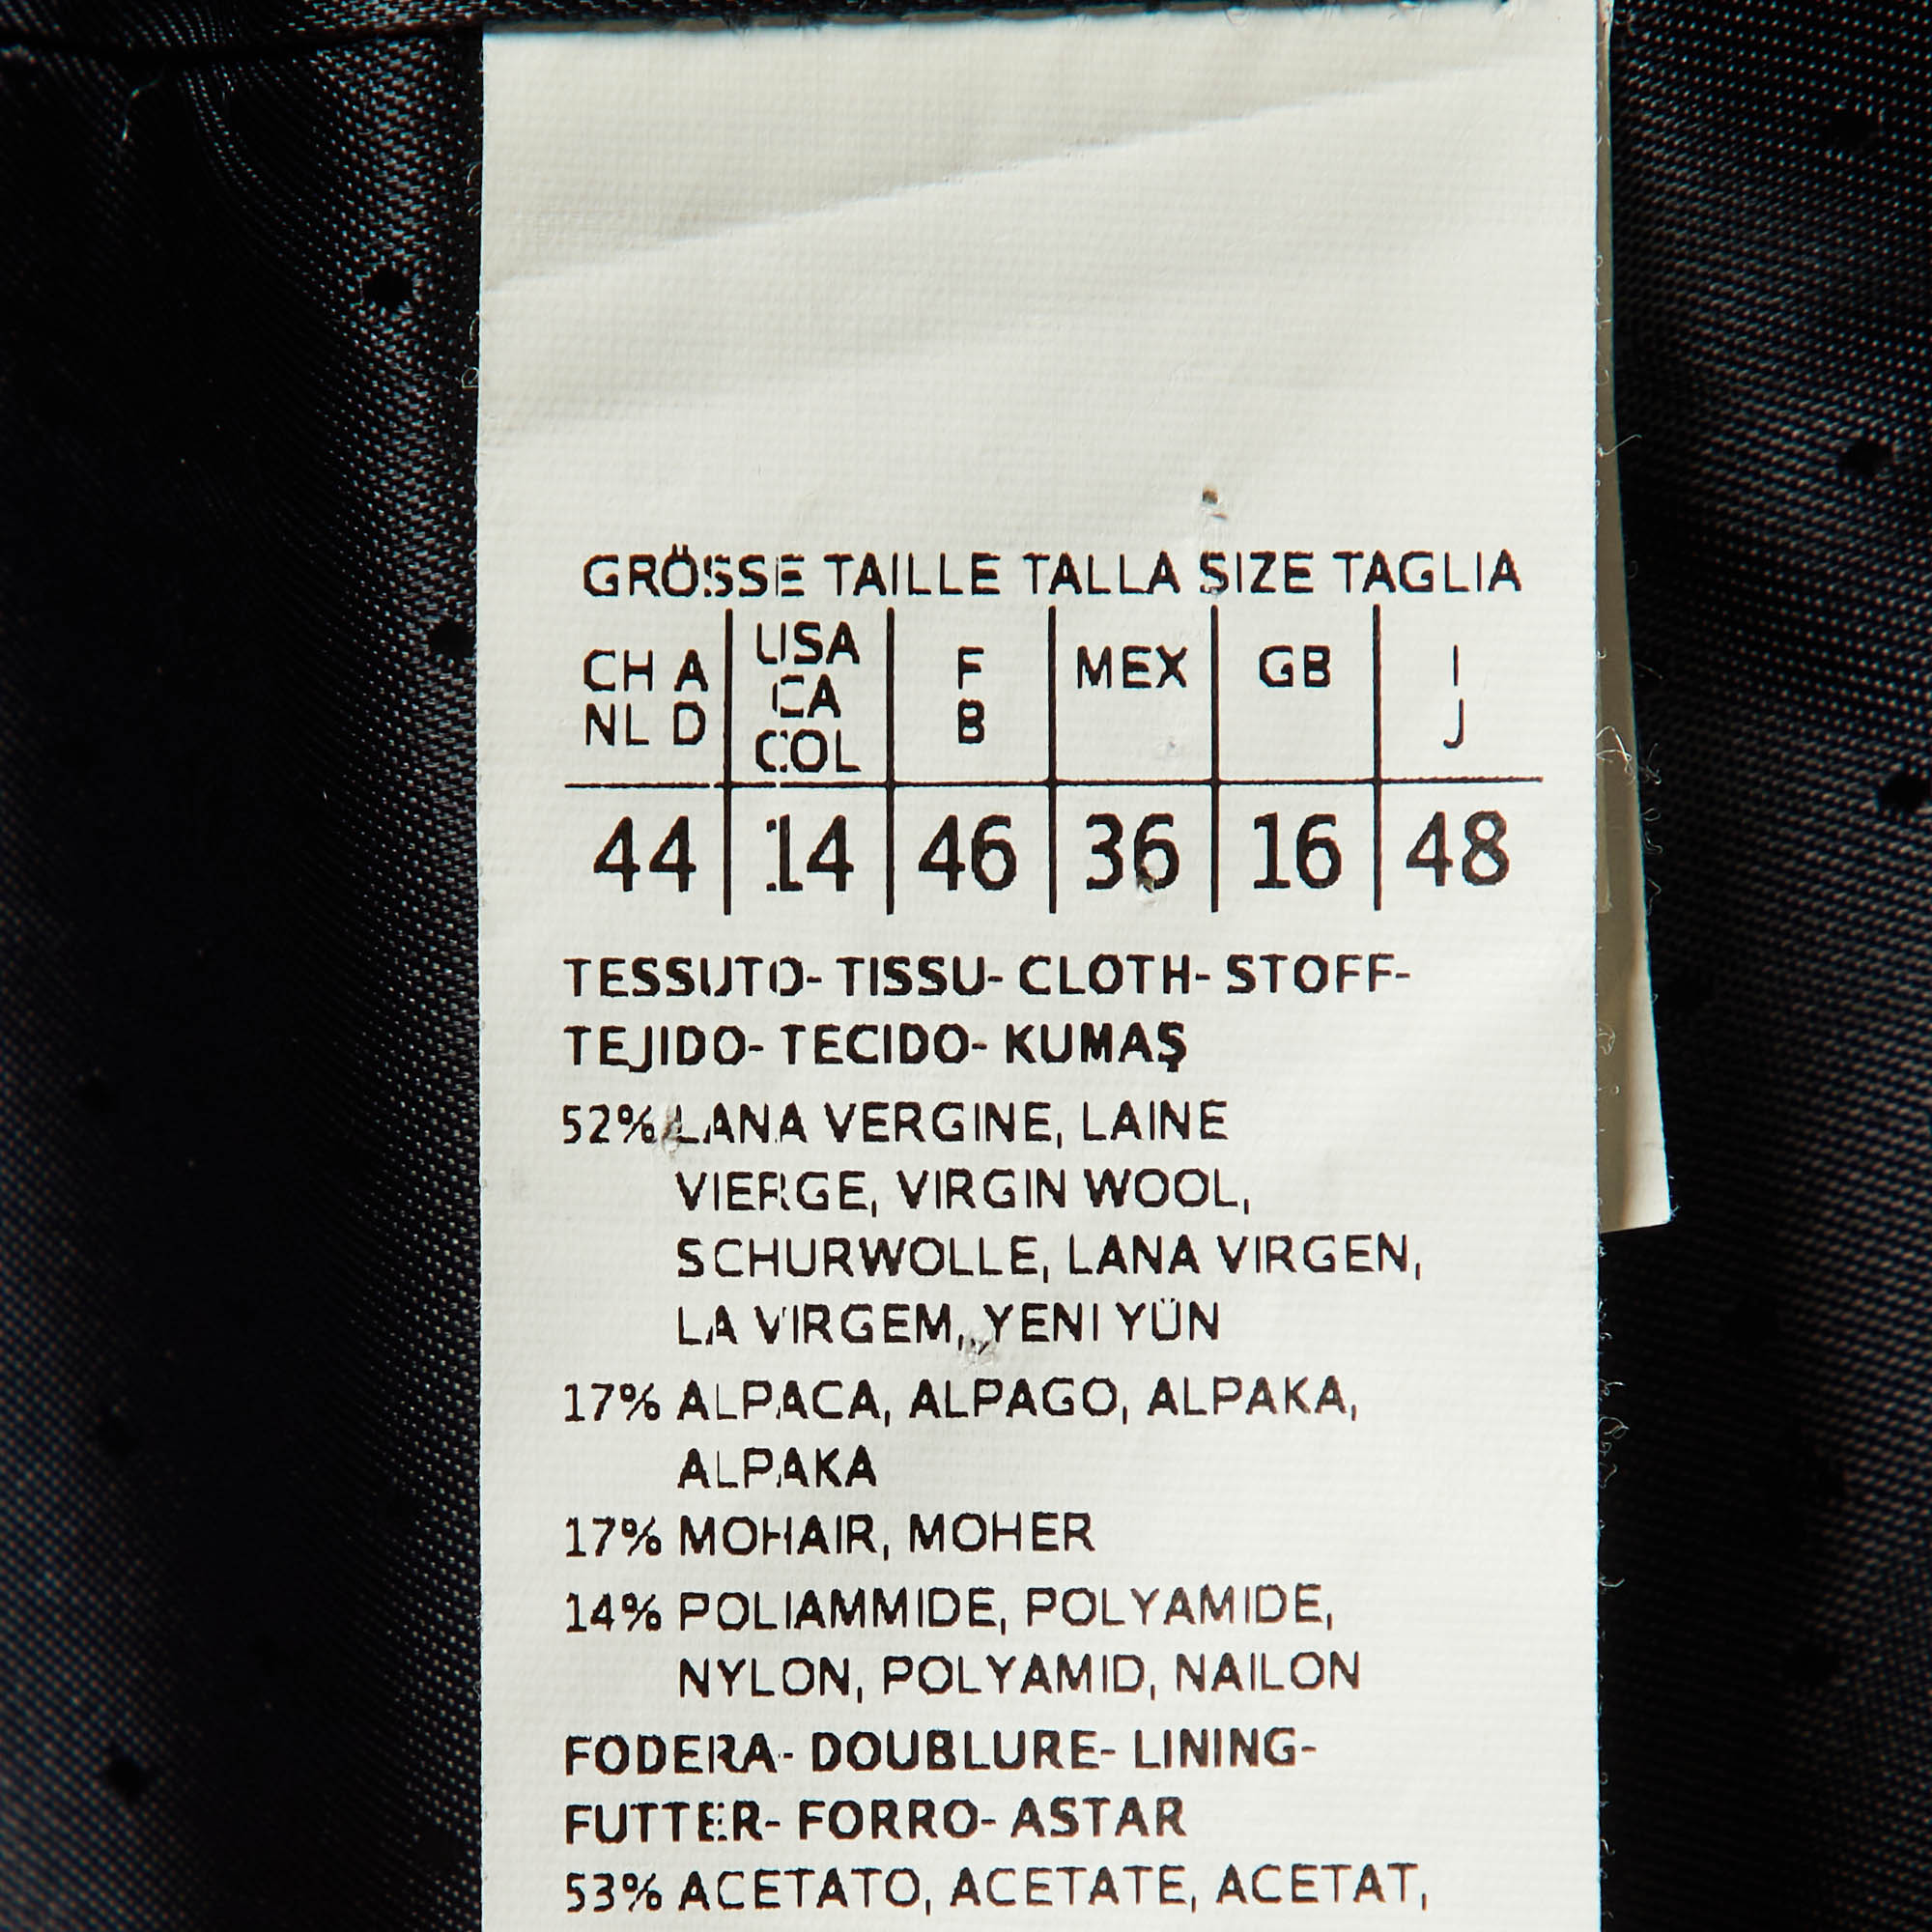 GRÖSSE TAILLE TALLA SIZE TAGLIA
CH A USA F MEX GB I
NL D CA B J
COL
44 14 46 36 16 48
TESSUTO- TISSU- CLOTH- STOFF-
TEJIDO- TECIDO- KUMAŞ
52% LANA VERGINE, LAINE
VIERGE, VIRGIN WOOL,
SCHURWOLLE, LANA VIRGEN,
LA VIRGEM, YENI YÜN
17% ALPACA, ALPAGO, ALPAKA,
ALPAKA
17% MOHAIR, MOHER
14% POLIAMMIDE, POLYAMIDE,
NYLON, POLYAMID, NAILON
FODERA- DOUBLURE- LINING-
FUTTER- FORRO- ASTAR
53% ACETATO, ACETATE, ACETAT,